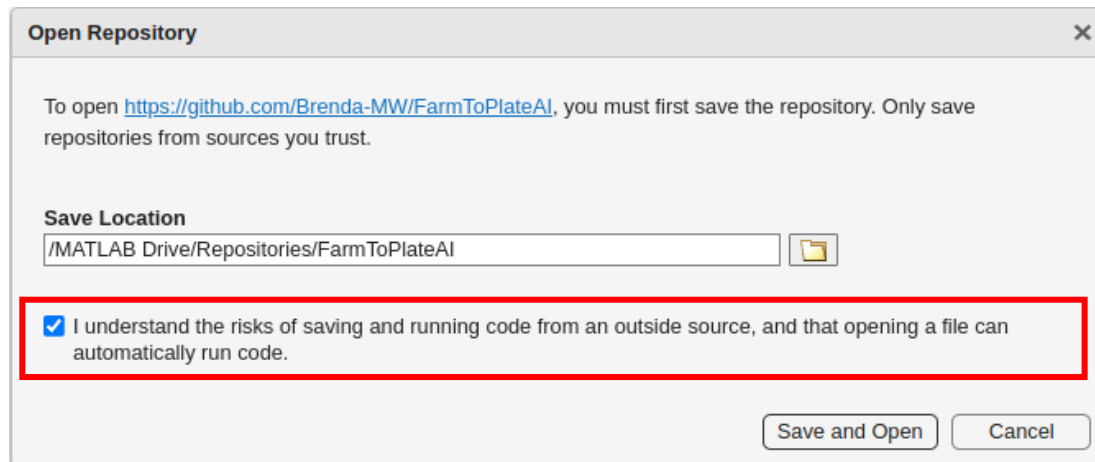 Open Repository
To open https://github.com/Brenda-MW/FarmToPlateAI, you must first save the repository. Only save
repositories from sources you trust.
Save Location
/MATLAB Drive/Repositories/FarmToPlateAI
I understand the risks of saving and running code from an outside source, and that opening a file can
automatically run code.
Save and Open
Cancel